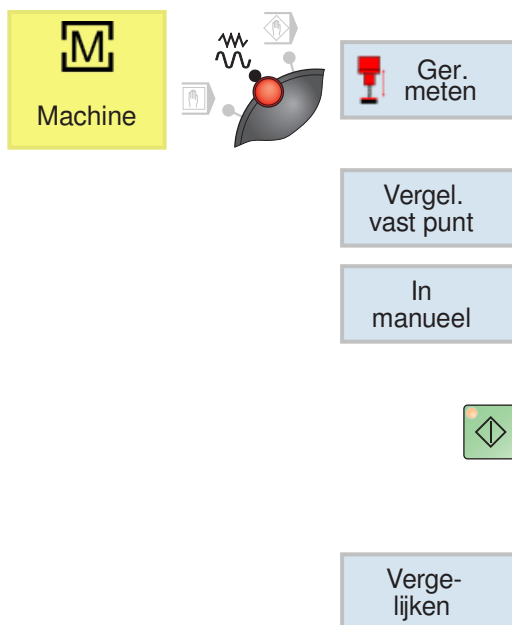 M
Machine
Ger.
meten
Vergel.
vast punt
In
manueel
Verge-
lijken